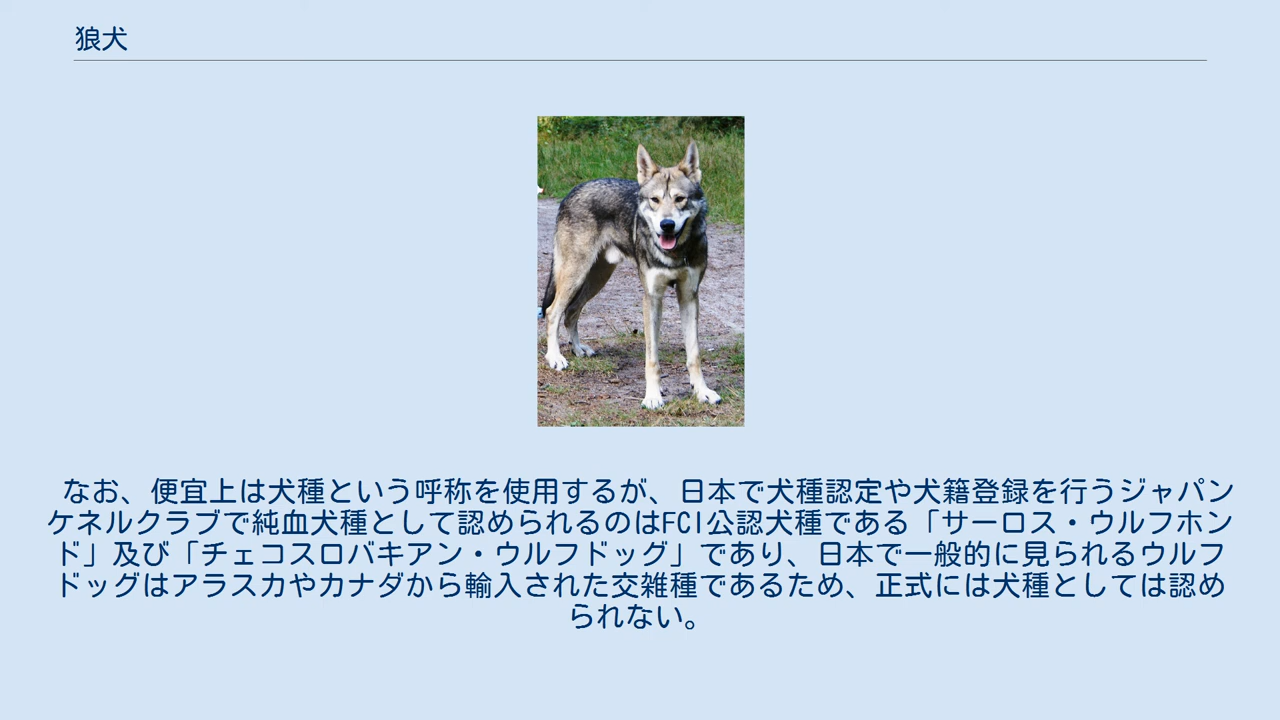 狼犬
なお、便宜上は犬種という呼称を使用するが、日本で犬種認定や犬籍登録を行うジャパン
ケネルクラブで純血犬種として認められるのはFCI公認犬種である「サーロス・ウルフホン
ド」及び「チェコスロバキアン・ウルフドッグ」であり、日本で一般的に見られるウルフ
ドッグはアラスカやカナダから輸入された交雑種であるため、正式には犬種としては認め
られない。